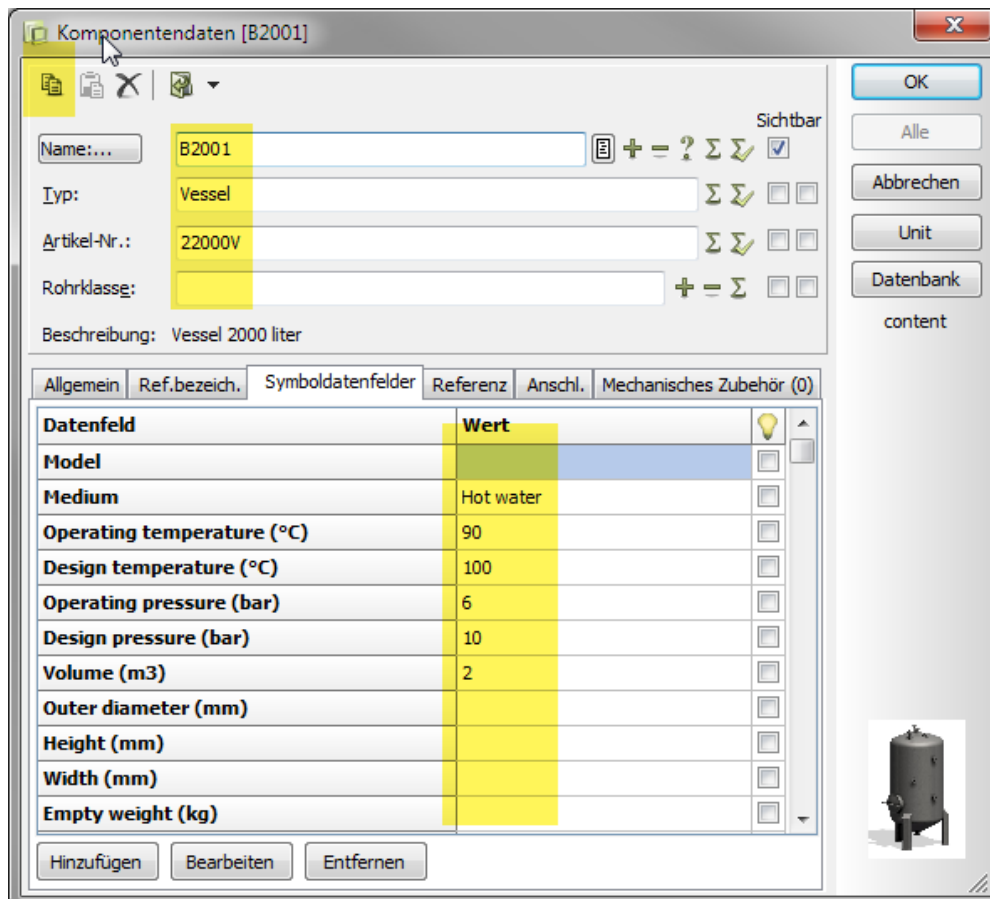 Komponentendaten [B2001]
OK
Sichtbar
Name:... B2001
Alle
Typ: Vessel
Abbrechen
Artikel-Nr.: 22000V
Unit
Rohrklasse:
Datenbank
Beschreibung: Vessel 2000 liter
content
Allgemein Ref.bezeich. Symboldatenfelder Referenz Anschl. Mechanisches Zubehör (0)
Datenfeld Wert
Model
Medium Hot water
Operating temperature (°C) 90
Design temperature (°C) 100
Operating pressure (bar) 6
Design pressure (bar) 10
Volume (m3) 2
Outer diameter (mm)
Height (mm)
Width (mm)
Empty weight (kg)
Hinzufügen Bearbeiten Entfernen